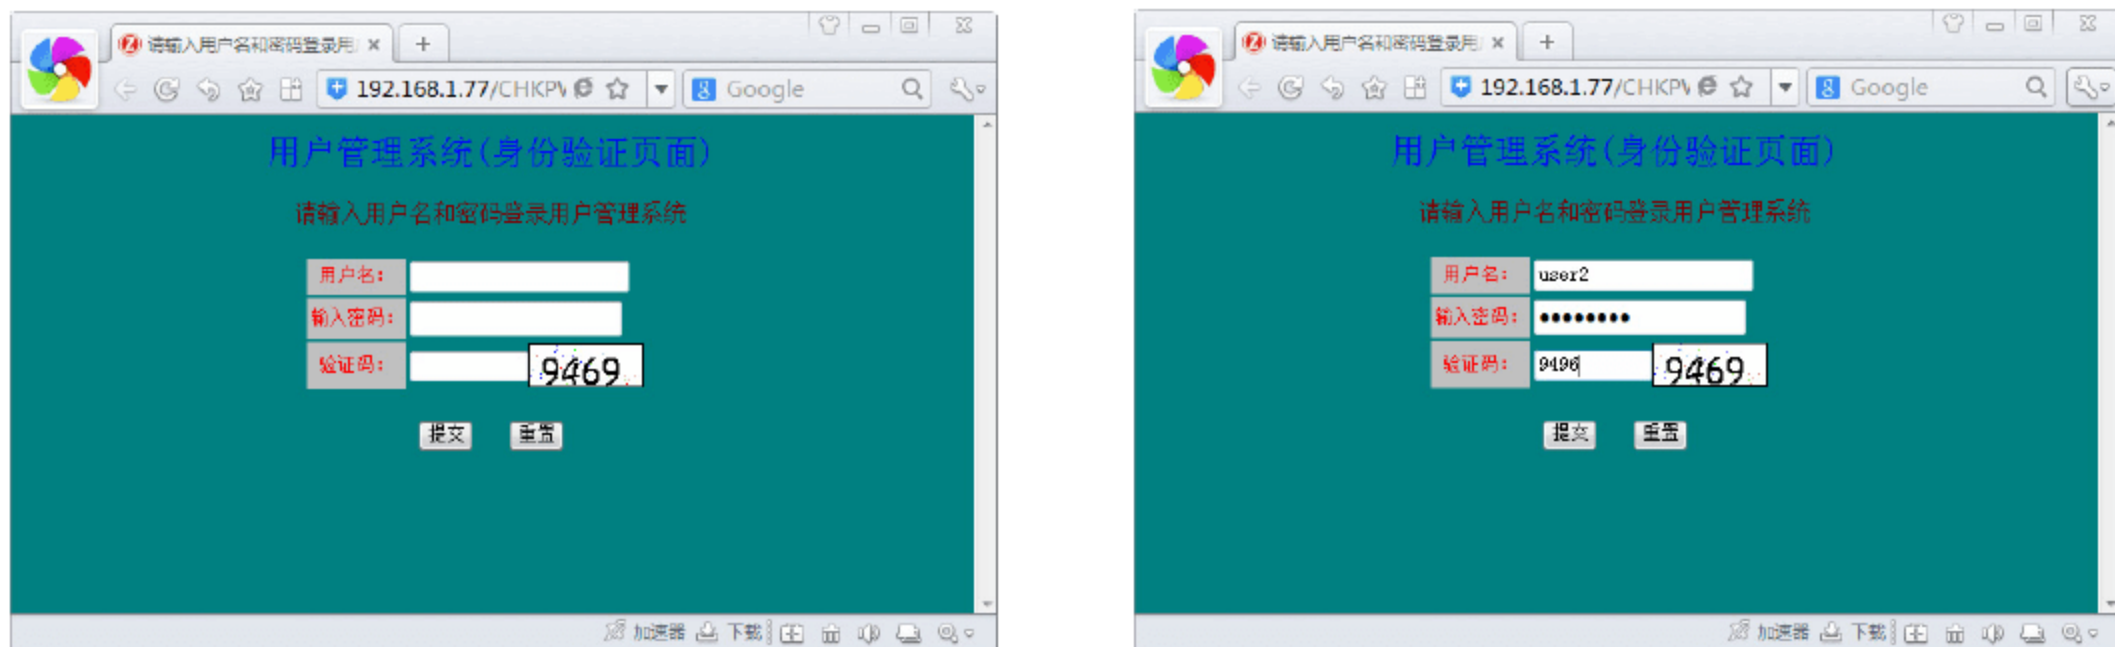 请输入用户名和密码登录用
192.168.1.77/CHKPV
Google
用户管理系统(身份验证页面)
请输入用户名和密码登录用户管理系统
用户名:
输入密码:
验证码: 9469
提交 重置
加速器 下载
请输入用户名和密码登录用
192.168.1.77/CHKPV
Google
用户管理系统(身份验证页面)
请输入用户名和密码登录用户管理系统
用户名: user2
输入密码: ••••••••
验证码: 9496 9469
提交 重置
加速器 下载